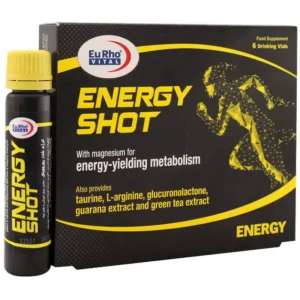 EuRho®
VITAL
Food Supplement
6 Drinking Vials
ENERGY
SHOT
With magnesium for
energy-yielding metabolism
Also provides
taurine, L-arginine, glucuronolactone,
guarana extract and green tea extract
ENERGY
EuRho
VITAL
ENERGY
SHOT